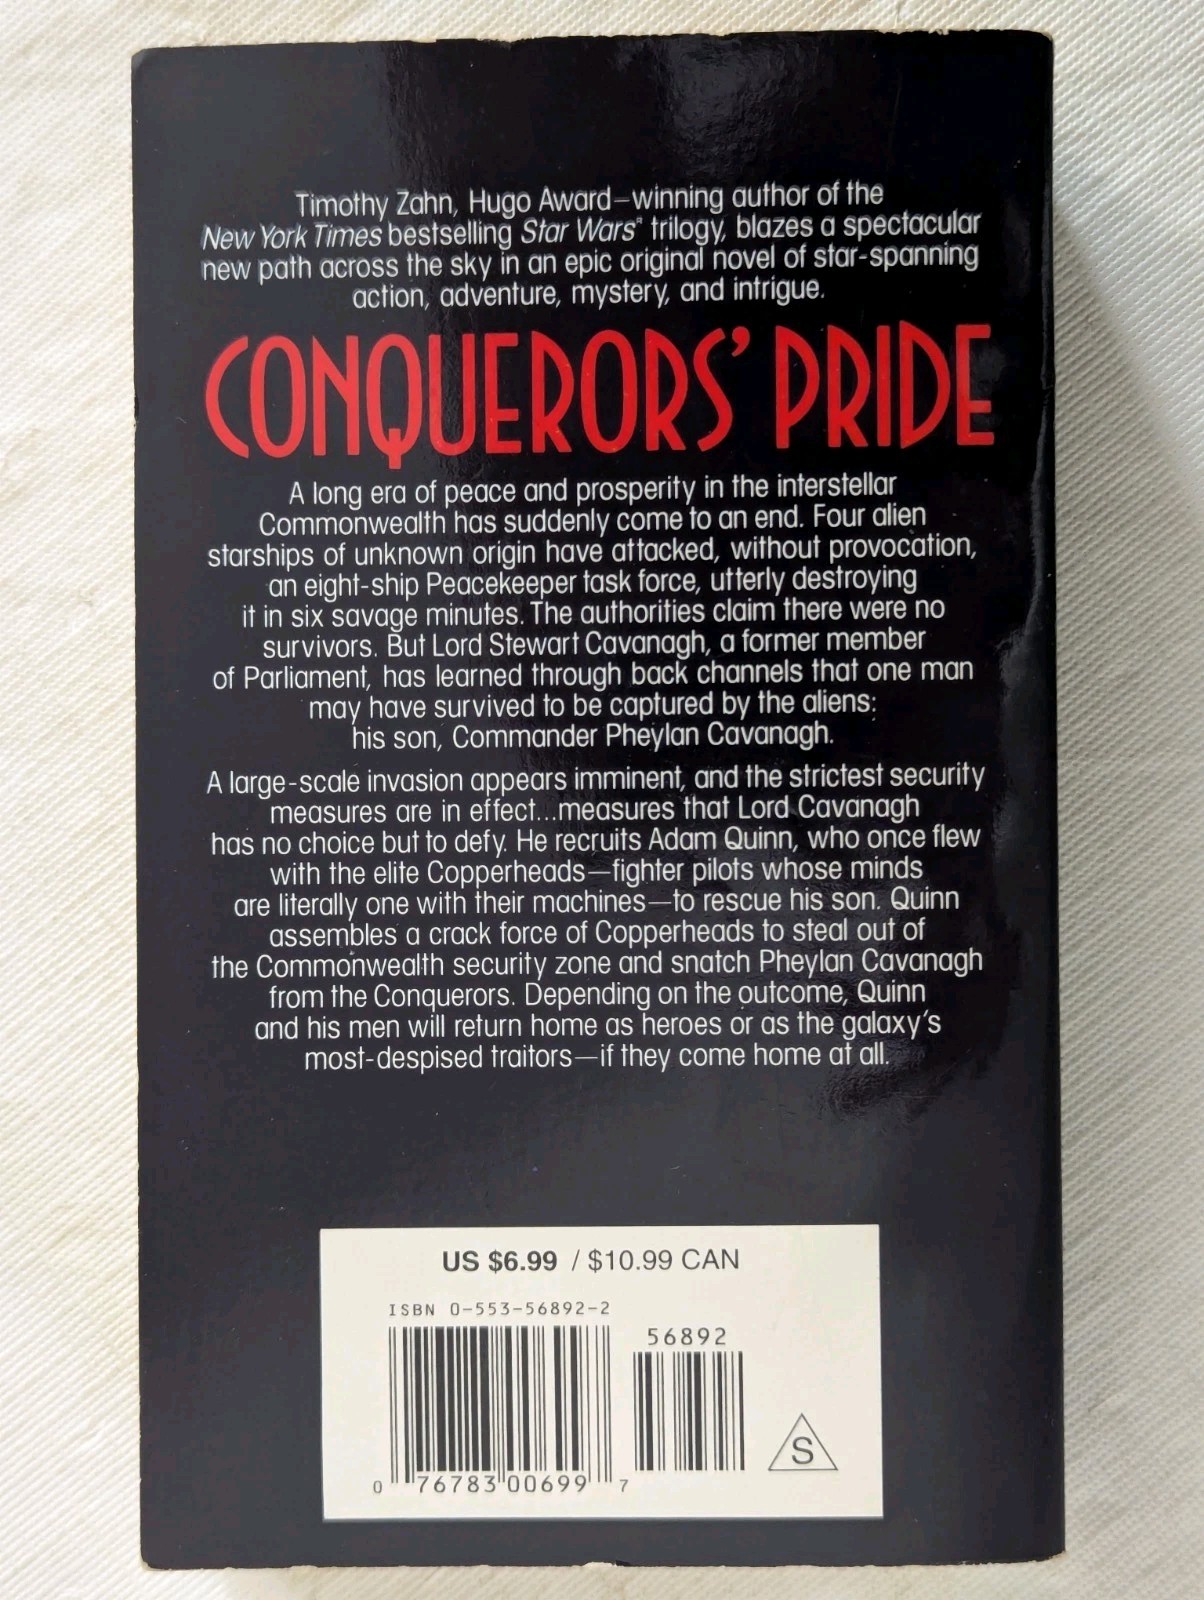 Timothy Zahn, Hugo Award–winning author of the
New York Times bestselling Star Wars® trilogy, blazes a spectacular
new path across the sky in an epic original novel of star-spanning
action, adventure, mystery, and intrigue.
CONQUERORS' PRIDE
A long era of peace and prosperity in the interstellar
Commonwealth has suddenly come to an end. Four alien
starships of unknown origin have attacked, without provocation,
an eight-ship Peacekeeper task force, utterly destroying
it in six savage minutes. The authorities claim there were no
survivors. But Lord Stewart Cavanagh, a former member
of Parliament, has learned through back channels that one man
may have survived to be captured by the aliens:
his son, Commander Pheylan Cavanagh.
A large-scale invasion appears imminent, and the strictest security
measures are in effect...measures that Lord Cavanagh
has no choice but to defy. He recruits Adam Quinn, who once flew
with the elite Copperheads—fighter pilots whose minds
are literally one with their machines—to rescue his son. Quinn
assembles a crack force of Copperheads to steal out of
the Commonwealth security zone and snatch Pheylan Cavanagh
from the Conquerors. Depending on the outcome, Quinn
and his men will return home as heroes or as the galaxy's
most-despised traitors—if they come home at all.
US $6.99 / $10.99 CAN
ISBN 0-553-56892-2
56892
S
0 76783 00699 7